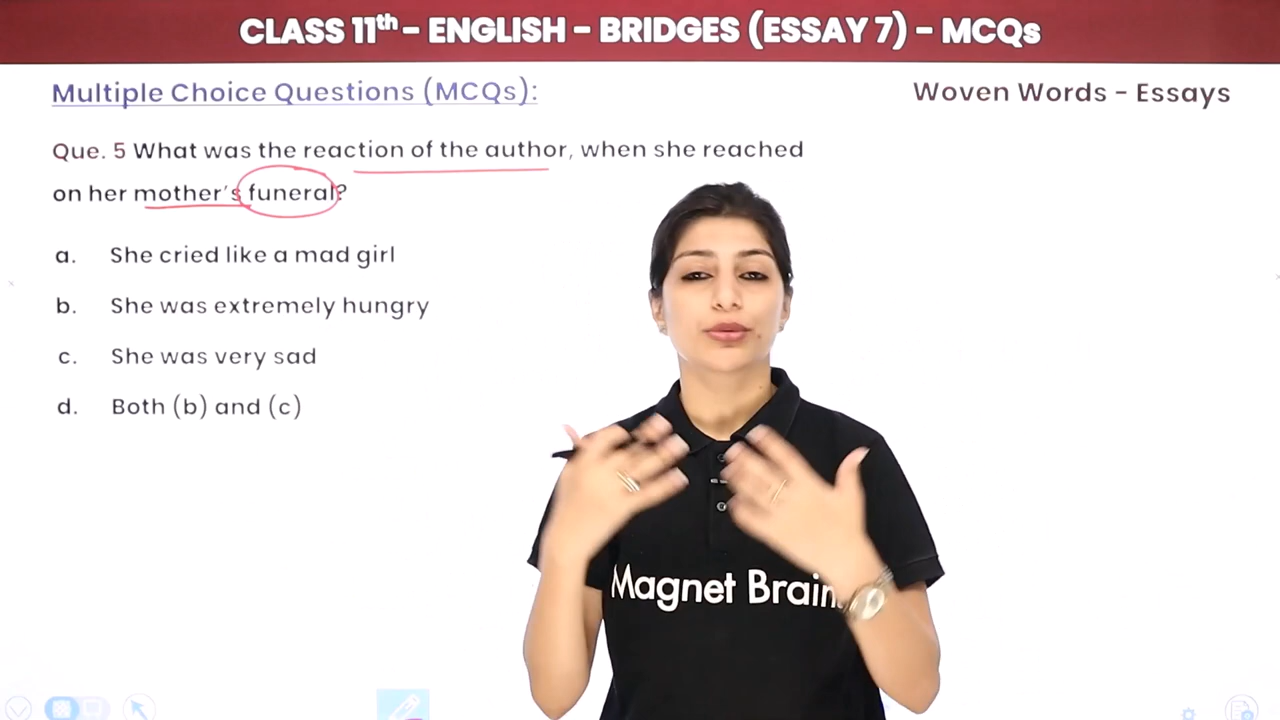 CLASS 11th - ENGLISH - BRIDGES (ESSAY 7) - MCQs
Multiple Choice Questions (MCQs):
Woven Words - Essays
Que. 5 What was the reaction of the author, when she reached
on her mother's funeral?
a. She cried like a mad girl
b. She was extremely hungry
c. She was very sad
d. Both (b) and (c)
Magnet Brain